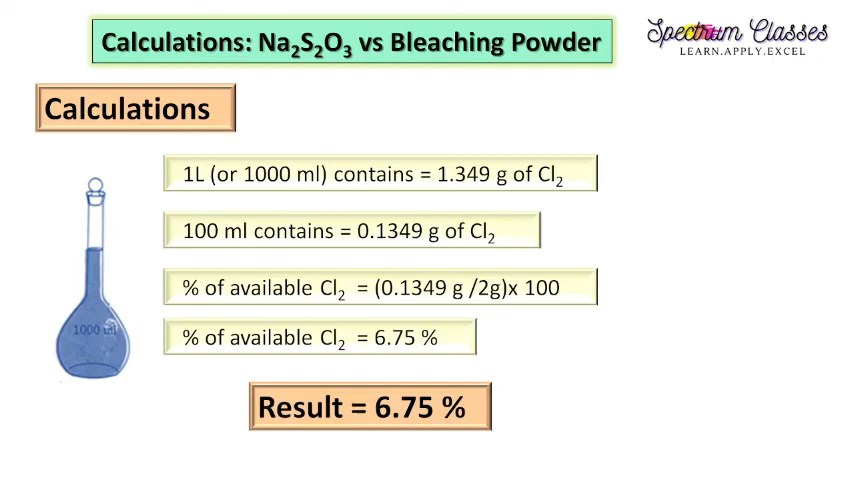 Calculations: Na₂S₂O₃ vs Bleaching Powder
Spectrum Classes
LEARN.APPLY.EXCEL
Calculations
1L (or 1000 ml) contains = 1.349 g of Cl₂
100 ml contains = 0.1349 g of Cl₂
% of available Cl₂ = (0.1349 g /2g)x 100
% of available Cl₂ = 6.75 %
1000 ml
Result = 6.75 %